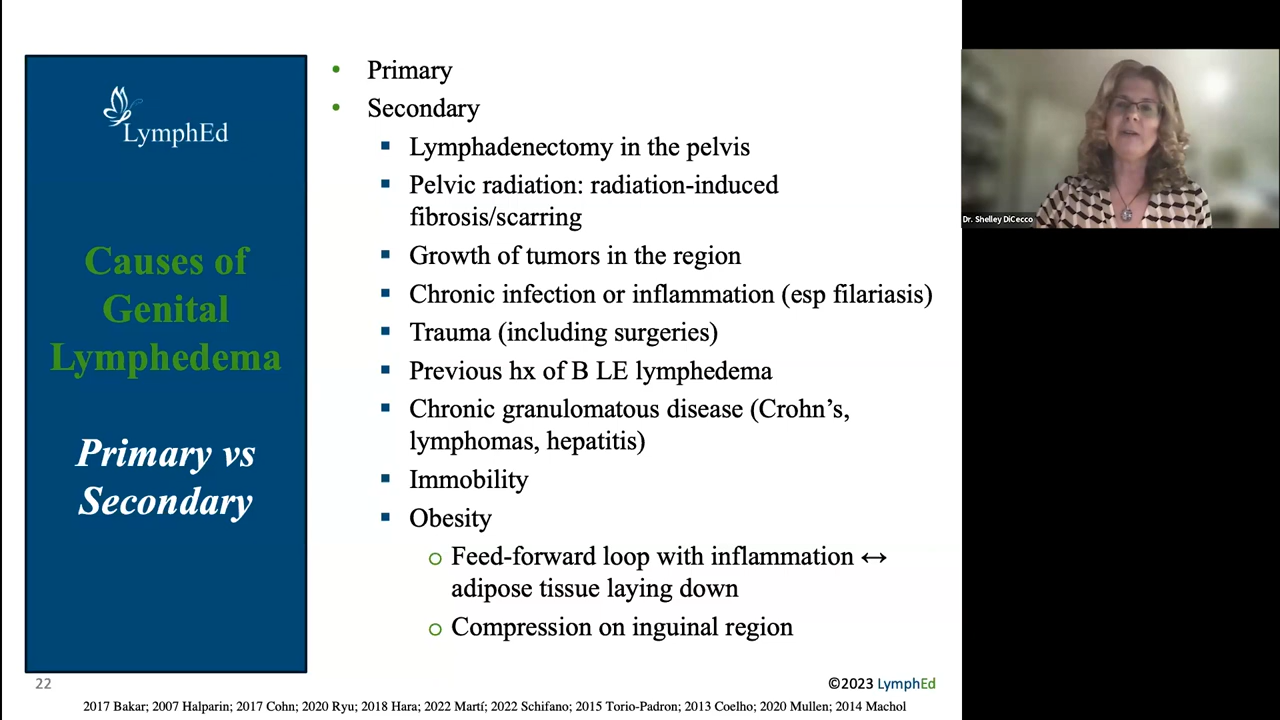 LymphEd
Causes of
Genital
Lymphedema
Primary vs
Secondary
• Primary
• Secondary
▪ Lymphadenectomy in the pelvis
▪ Pelvic radiation: radiation-induced
fibrosis/scarring
▪ Growth of tumors in the region
▪ Chronic infection or inflammation (esp filariasis)
▪ Trauma (including surgeries)
▪ Previous hx of B LE lymphedema
▪ Chronic granulomatous disease (Crohn’s,
lymphomas, hepatitis)
▪ Immobility
▪ Obesity
o Feed-forward loop with inflammation ↔
adipose tissue laying down
o Compression on inguinal region
22
©2023 LymphEd
2017 Bakar; 2007 Halparin; 2017 Cohn; 2020 Ryu; 2018 Hara; 2022 Martí; 2022 Schifano; 2015 Torio-Padron; 2013 Coelho; 2020 Mullen; 2014 Machol
Dr. Shelley DiCecco